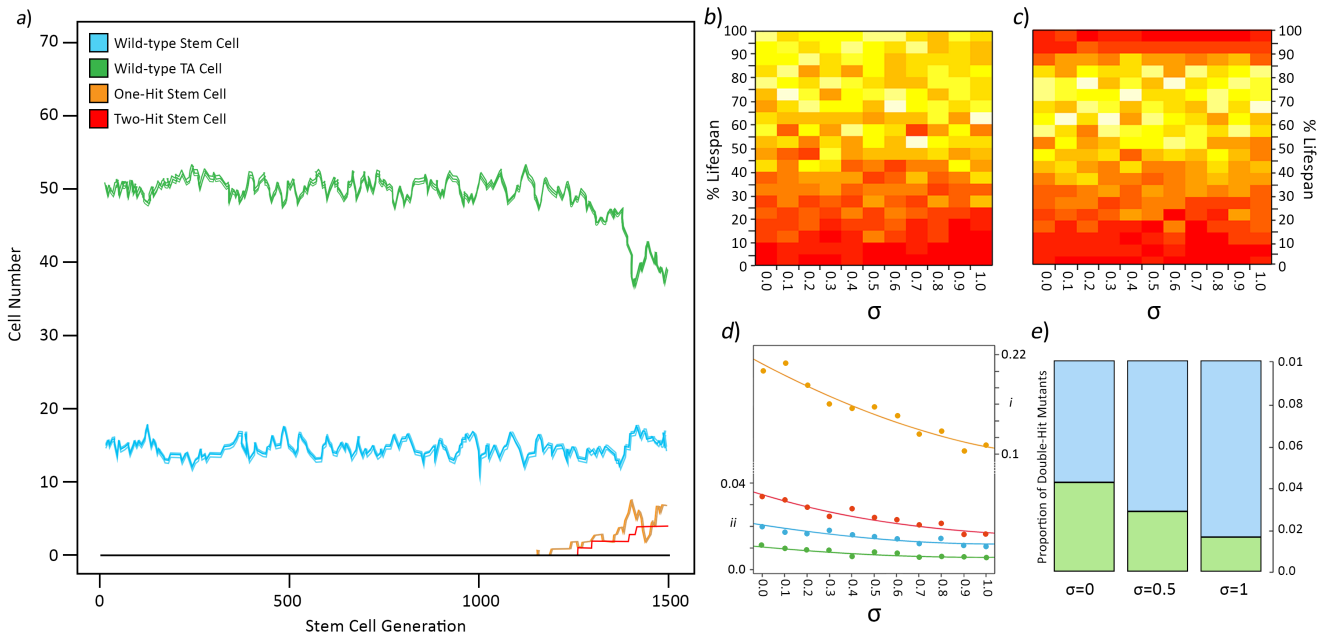 a)
70
60
50
40
30
20
10
0
Cell Number
Wild-type Stem Cell
Wild-type TA Cell
One-Hit Stem Cell
Two-Hit Stem Cell
0 500 1000 1500
Stem Cell Generation
b)
% Lifespan
100
90
80
70
60
50
40
30
20
10
0
0.0 0.1 0.2 0.3 0.4 0.5 0.6 0.7 0.8 0.9 1.0
σ
c)
100
90
80
70
60
50
40
30
20
10
0
% Lifespan
0.0 0.1 0.2 0.3 0.4 0.5 0.6 0.7 0.8 0.9 1.0
σ
d)
0.22
i
0.1
0.04
ii
0.0
0.0 0.1 0.2 0.3 0.4 0.5 0.6 0.7 0.8 0.9 1.0
σ
e)
Proportion of Double-Hit Mutants
0.01
0.08
0.06
0.04
0.02
0.0
σ=0 σ=0.5 σ=1